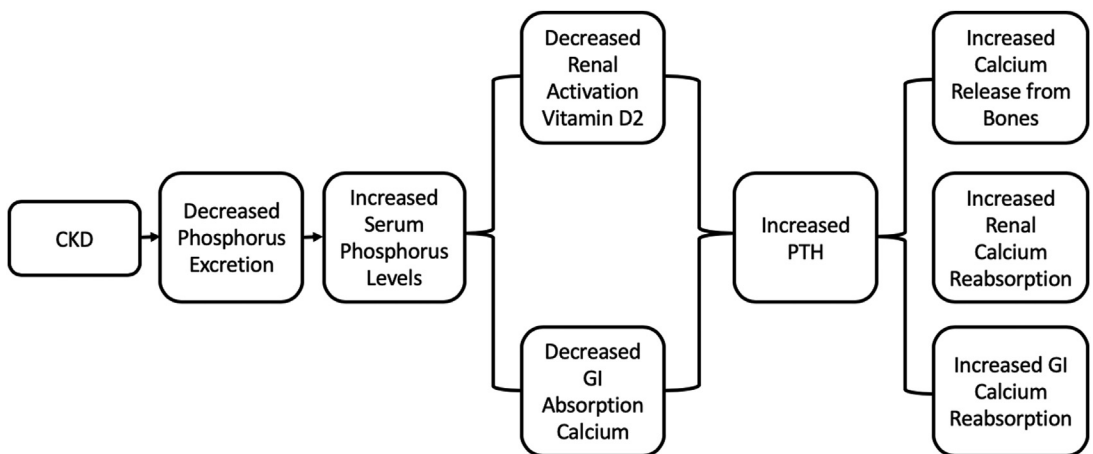 CKD
Decreased
Phosphorus
Excretion
Increased
Serum
Phosphorus
Levels
Decreased
Renal
Activation
Vitamin D2
Decreased
GI
Absorption
Calcium
Increased
PTH
Increased
Calcium
Release from
Bones
Increased
Renal
Calcium
Reabsorption
Increased GI
Calcium
Reabsorption